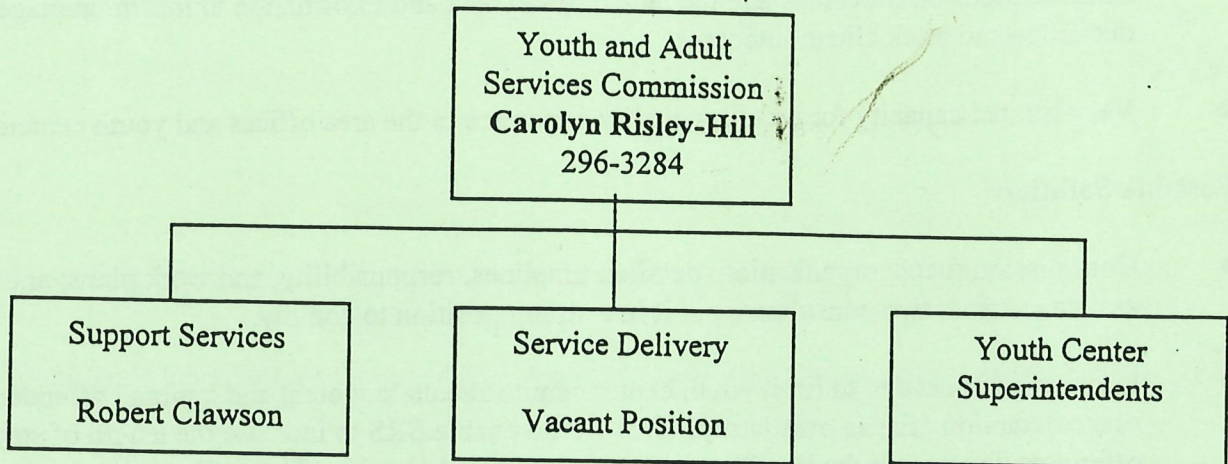 Youth and Adult
Services Commission
Carolyn Risley-Hill
296-3284
Support Services
Robert Clawson
Service Delivery
Vacant Position
Youth Center
Superintendents